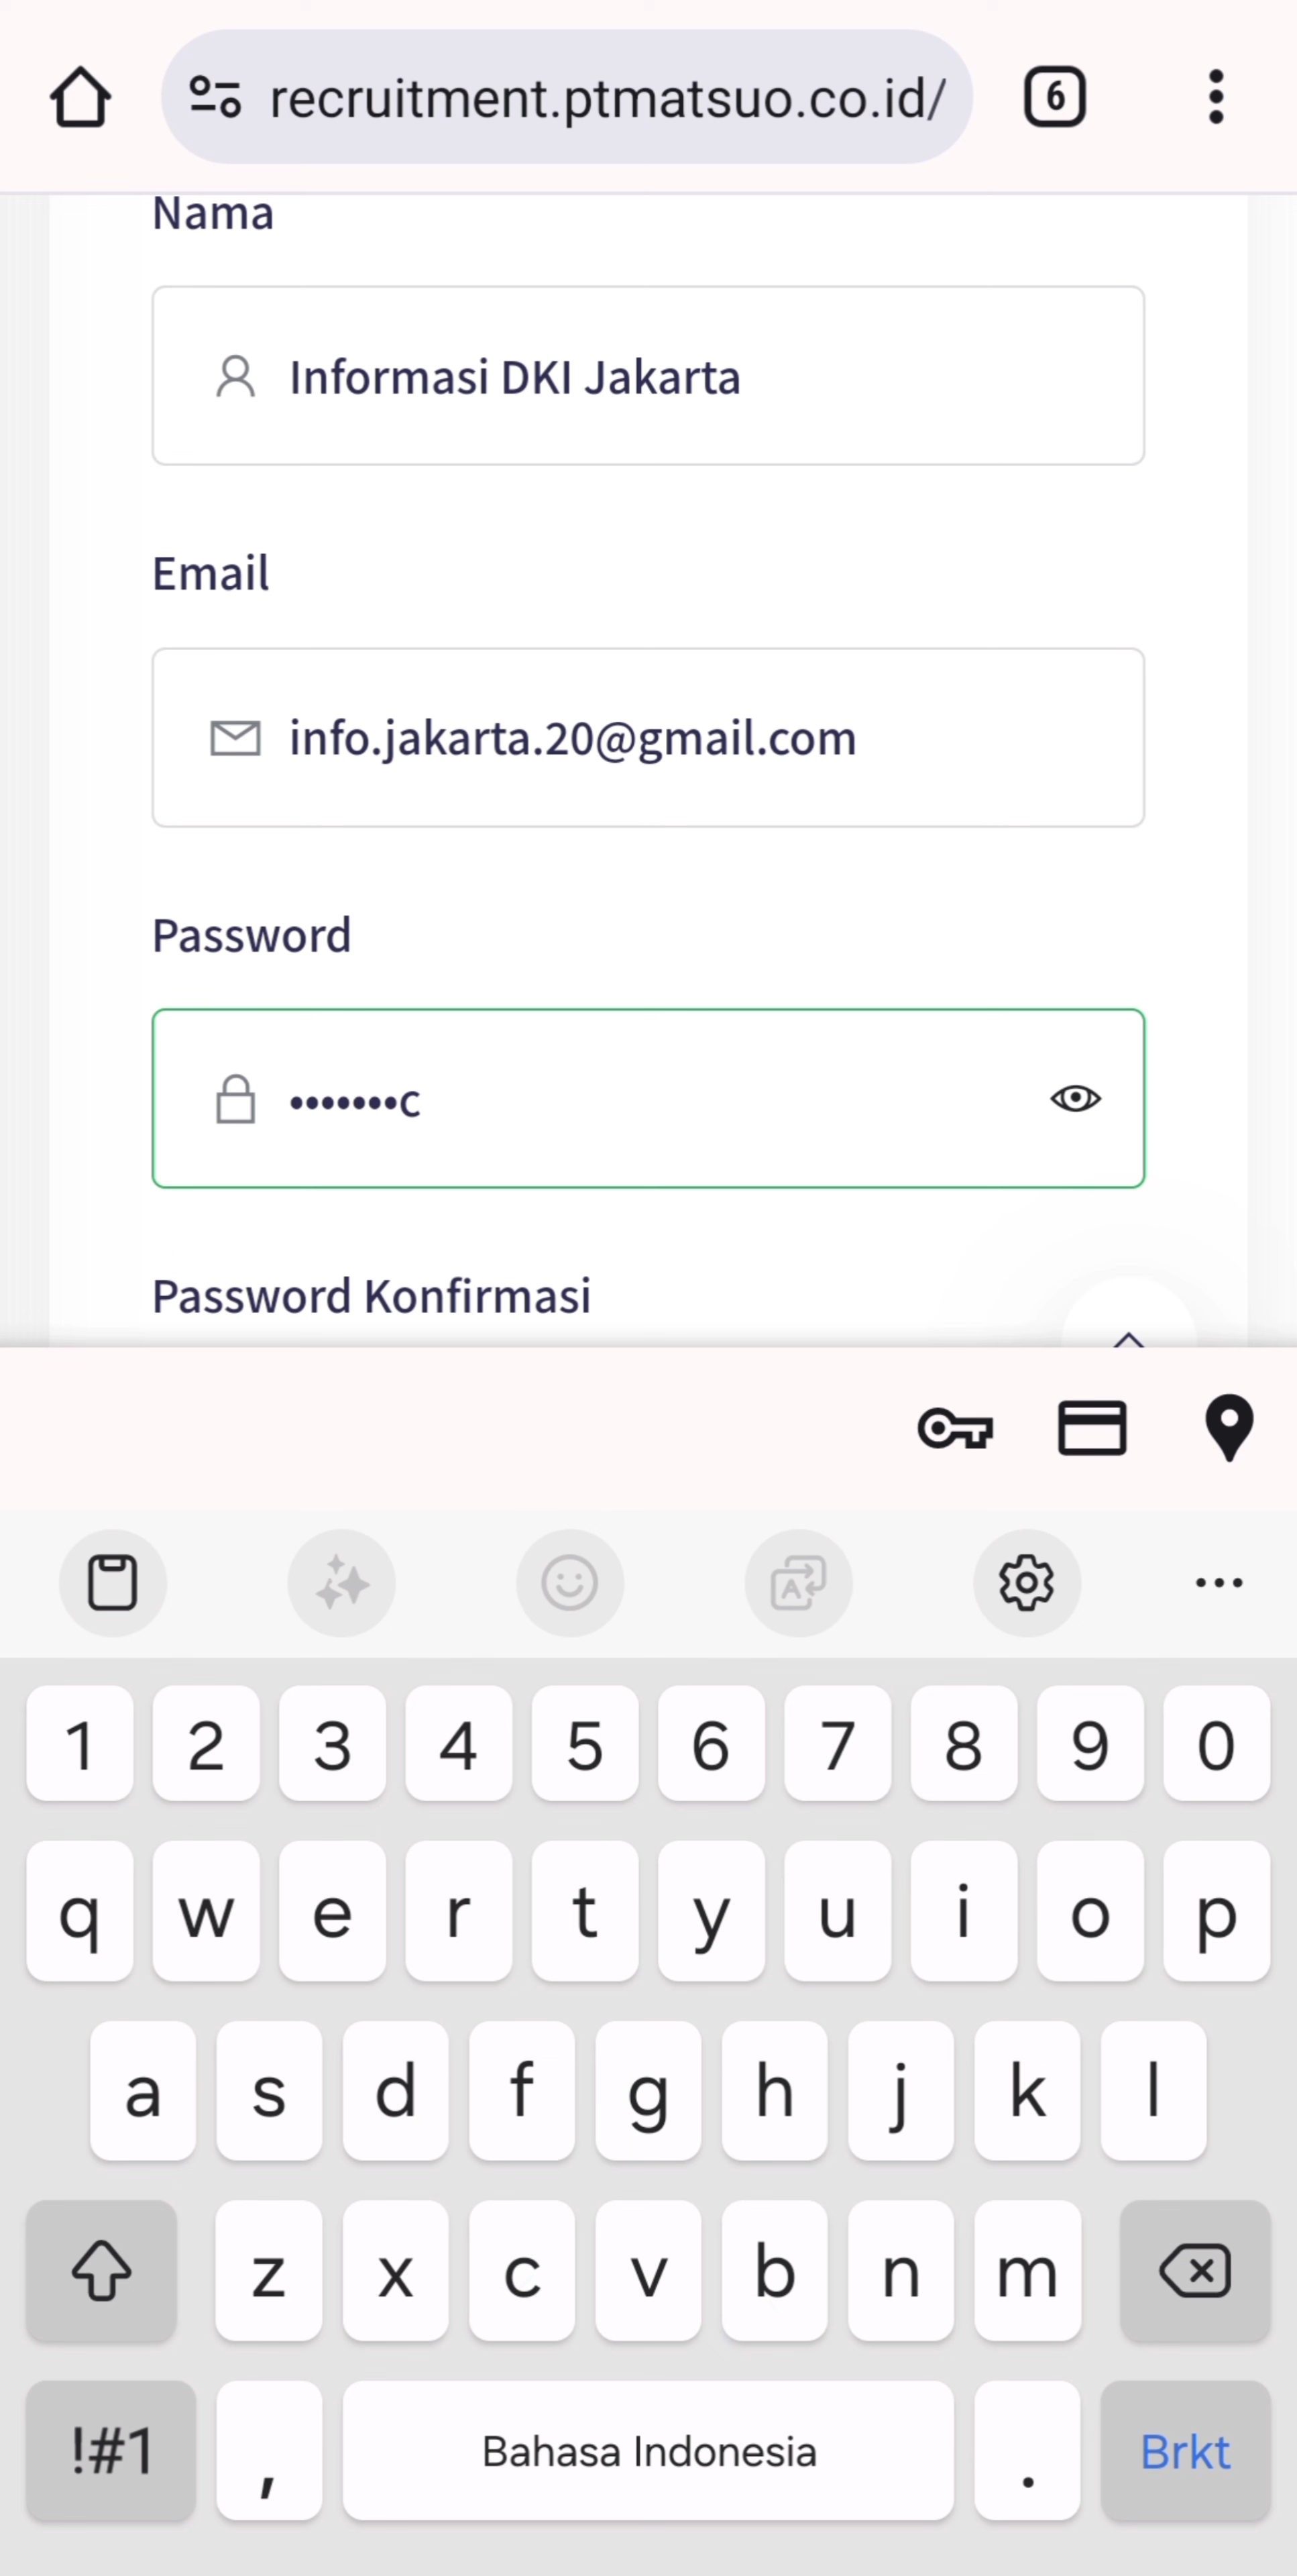 recruitment.ptmatsuo.co.id/
6
Nama
Informasi DKI Jakarta
Email
info.jakarta.20@gmail.com
Password
•••••••c
Password Konfirmasi
1 2 3 4 5 6 7 8 9 0
q w e r t y u i o p
a s d f g h j k l
z x c v b n m
!#1 , Bahasa Indonesia . Brkt